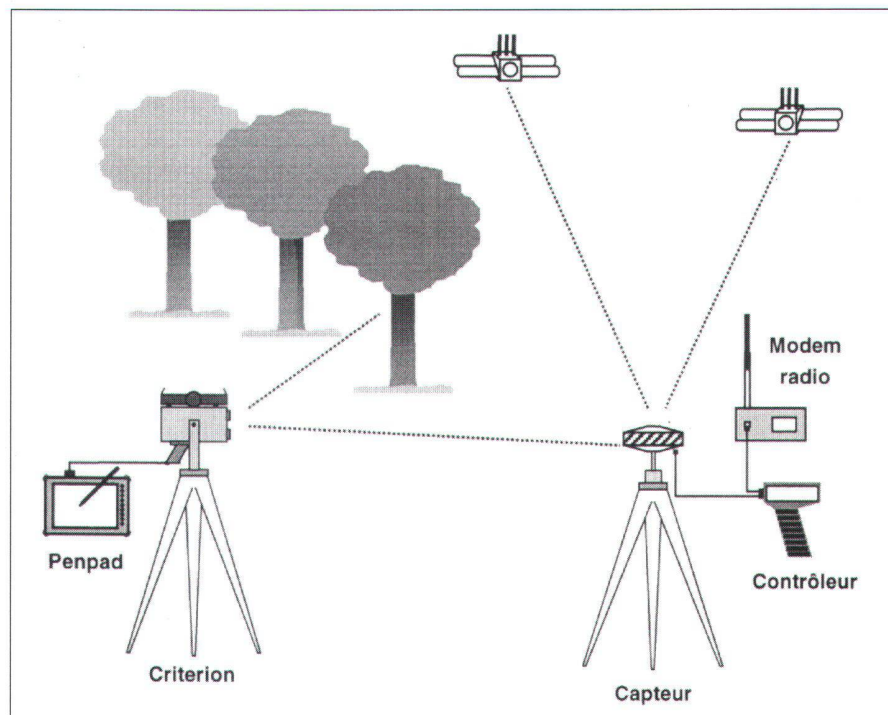 Modem
radio
Penpad
Contrôleur
Criterion
Capteur